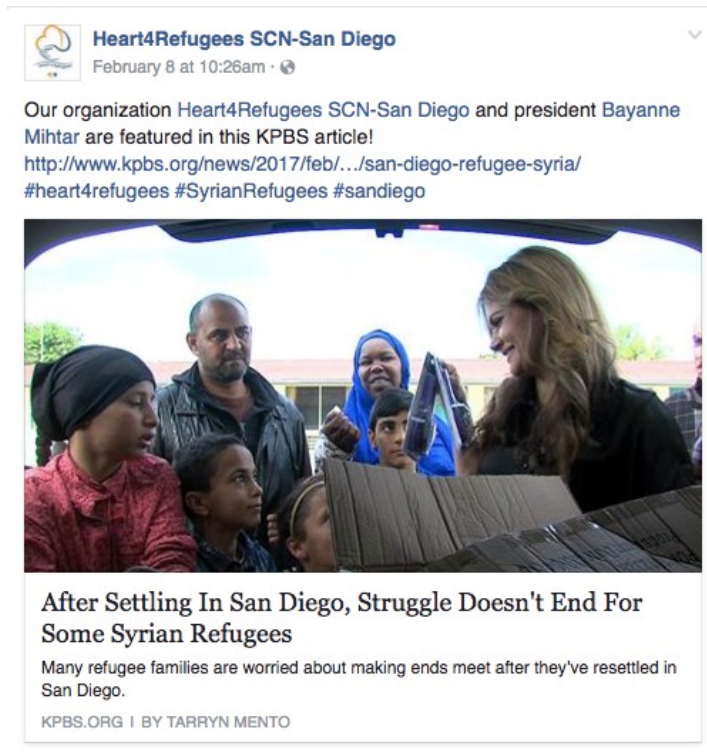 Heart4Refugees SCN-San Diego
February 8 at 10:26am ·
Our organization Heart4Refugees SCN-San Diego and president Bayanne
Mihtar are featured in this KPBS article!
http://www.kpbs.org/news/2017/feb/.../san-diego-refugee-syria/
#heart4refugees #SyrianRefugees #sandiego
After Settling In San Diego, Struggle Doesn't End For
Some Syrian Refugees
Many refugee families are worried about making ends meet after they've resettled in
San Diego.
KPBS.ORG | BY TARRYN MENTO